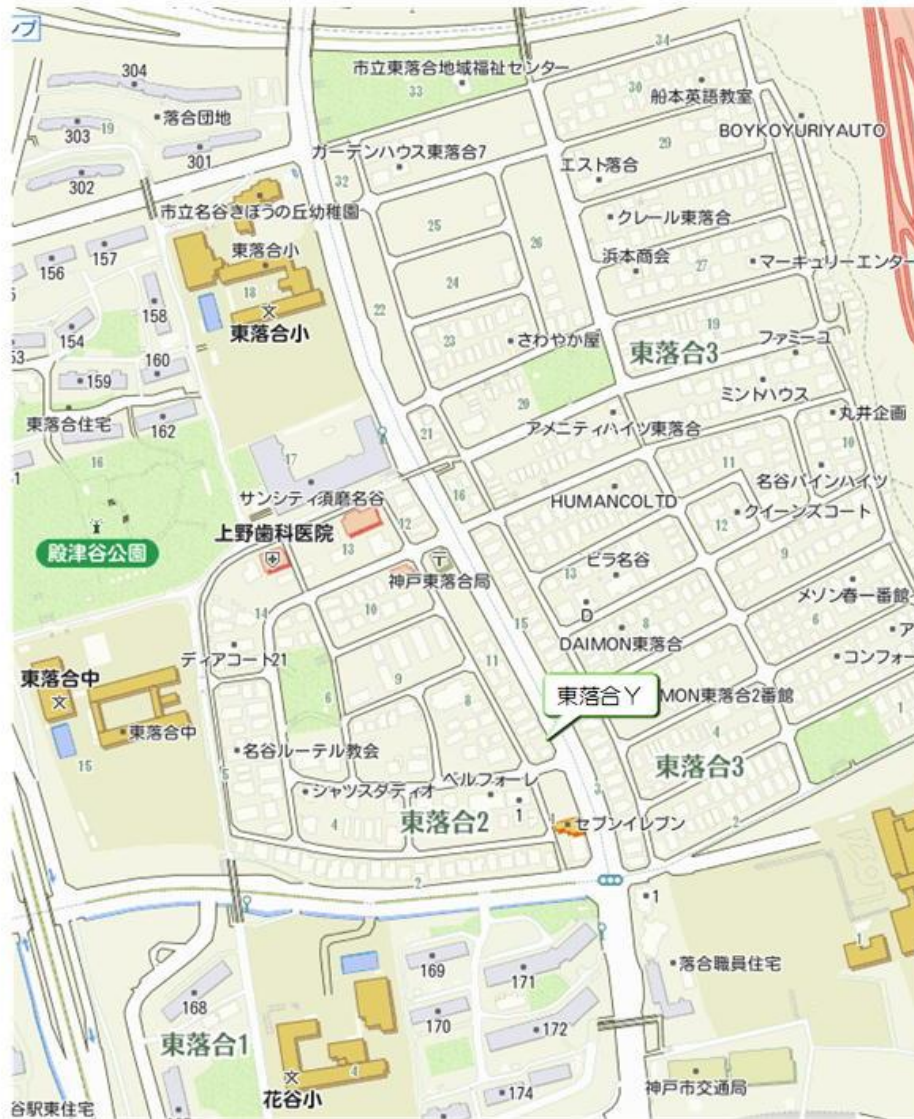 ップ
市立東落合地域福祉センター
34
304
33
30
船本英語教室
303
19
落合団地
BOYKOYURIYAUTO
301
29
302
ガーデンハウス東落合7
エスト落合
32
市立名谷きぼうの丘幼稚園
クレール東落合
25
26
156
157
東落合小
浜本商会
27
マーキュリーエンター
24
18
158
22
154
東落合小
23
さわやか屋
19
東落合3
ファミーユ
53
160
159
ミントハウス
20
東落合住宅
162
21
アメニティハイツ東落合
丸井企画
10
16
17
11
名谷パインハイツ
サンシティ須磨名谷
16
HUMANCOLTD
12
クイーンズコート
上野歯科医院
12
殿津谷公園
13
神戸東落合局
ビラ名谷
9
13
10
メゾン春一番館
14
D
15
8
6
ディアコート21
DAIMON東落合
ア
11
コンフォー
東落合中
9
6
8
東落合Y
MON東落合2番館
東落合中
名谷ルーテル教会
4
1
15
5
東落合3
シャツスタディオ
ベルフォーレ
3
4
東落合2
1
1
セブンイレブン
2
2
1
169
171
落合職員住宅
1
168
170
172
東落合1
174
4
花谷小
神戸市交通局
谷駅東住宅